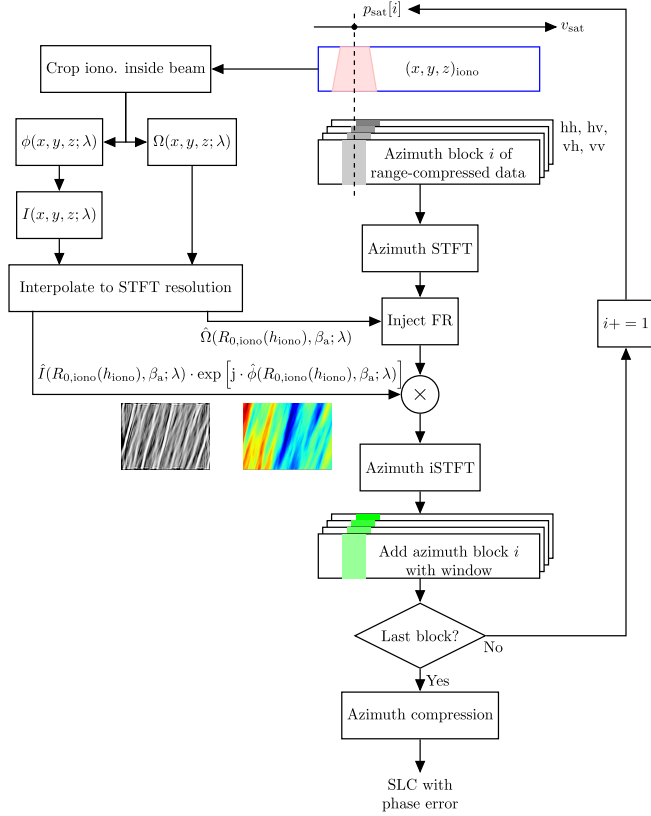 p_sat[i]
v_sat
Crop iono. inside beam
(x, y, z)_iono
hh, hv,
vh, vv
ϕ(x, y, z; λ)
Ω(x, y, z; λ)
Azimuth block i of
range-compressed data
I(x, y, z; λ)
Azimuth STFT
Interpolate to STFT resolution
Inject FR
i+ = 1
Ω̂(R_0,iono(h_iono), β_a; λ)
Î(R_0,iono(h_iono), β_a; λ) · exp [j · ϕ̂(R_0,iono(h_iono), β_a; λ)]
×
Azimuth iSTFT
Add azimuth block i
with window
Last block?
No
Yes
Azimuth compression
SLC with
phase error